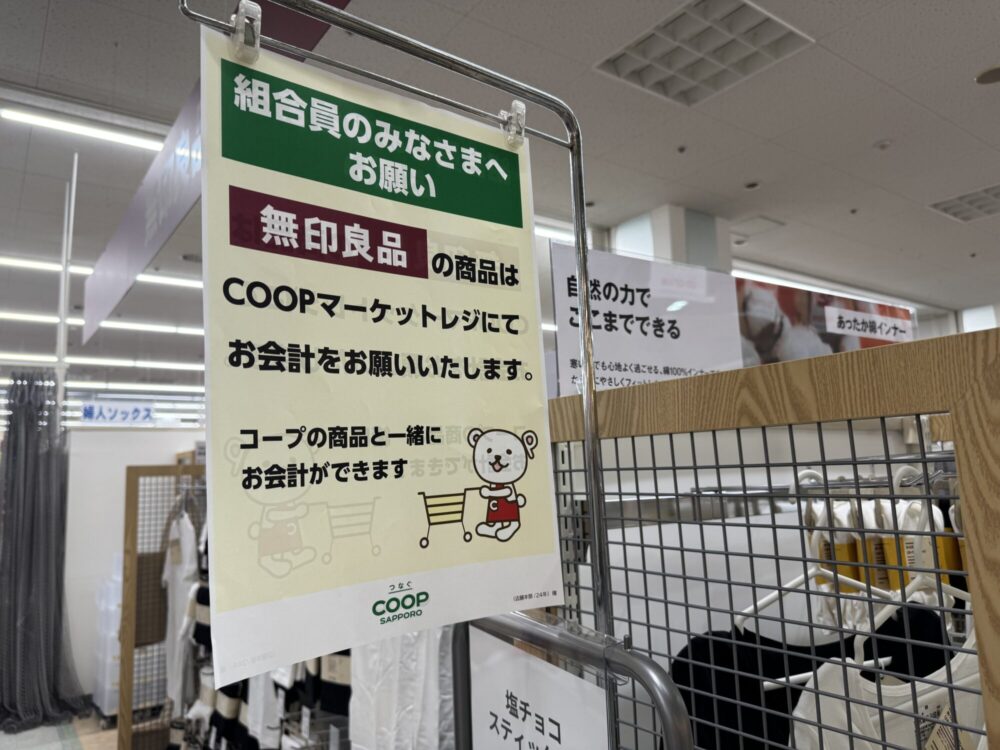 組合員のみなさまへ
お願い
無印良品の商品は
COOPマーケットレジにて
お会計をお願いいたします。
コープの商品と一緒に
お会計ができます
C
つなぐ
COOP
SAPPORO
自然の力で
ここまでできる
あったか綿インナー
婦人ソックス
塩チョコ